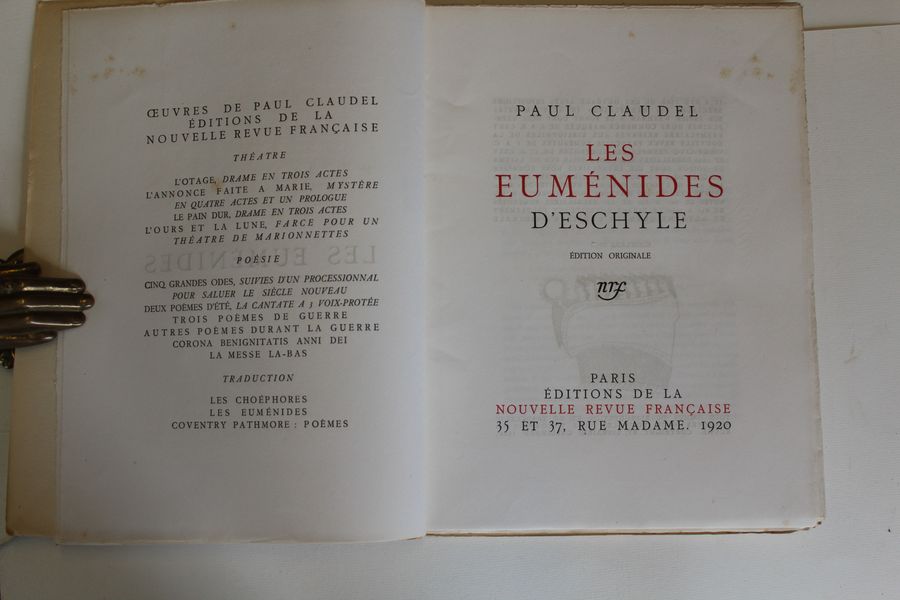 ŒUVRES DE PAUL CLAUDEL
ÉDITIONS DE LA
NOUVELLE REVUE FRANÇAISE
THÉATRE
L'OTAGE, DRAME EN TROIS ACTES
L'ANNONCE FAITE A MARIE, MYSTÈRE
EN QUATRE ACTES ET UN PROLOGUE
LE PAIN DUR, DRAME EN TROIS ACTES
L'OURS ET LA LUNE, FARCE POUR UN
THÉATRE DE MARIONNETTES
POÉSIE
CINQ GRANDES ODES, SUIVIES D'UN PROCESSIONNAL
POUR SALUER LE SIÈCLE NOUVEAU
DEUX POÈMES D'ÉTÉ, LA CANTATE A 3 VOIX-PROTÉE
TROIS POÈMES DE GUERRE
AUTRES POÈMES DURANT LA GUERRE
CORONA BENIGNITATIS ANNI DEI
LA MESSE LA-BAS
TRADUCTION
LES CHOÉPHORES
LES EUMÉNIDES
COVENTRY PATHMORE : POÈMES
PAUL CLAUDEL
LES
EUMÉNIDES
D'ESCHYLE
ÉDITION ORIGINALE
nrf
PARIS
ÉDITIONS DE LA
NOUVELLE REVUE FRANÇAISE
35 ET 37, RUE MADAME. 1920